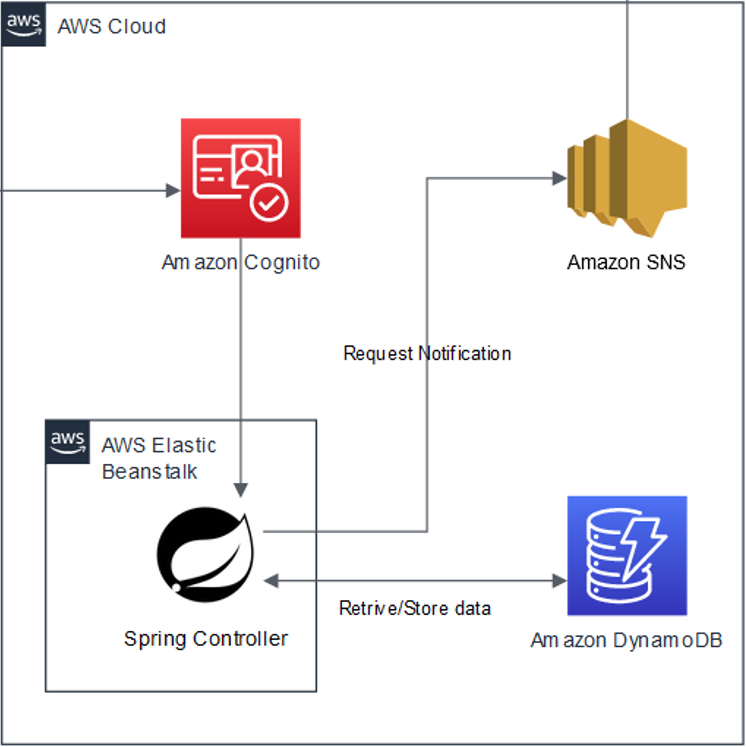 aws
AWS Cloud
Amazon Cognito
Amazon SNS
Request Notification
aws
AWS Elastic
Beanstalk
Retrive/Store data
Spring Controller
Amazon DynamoDB